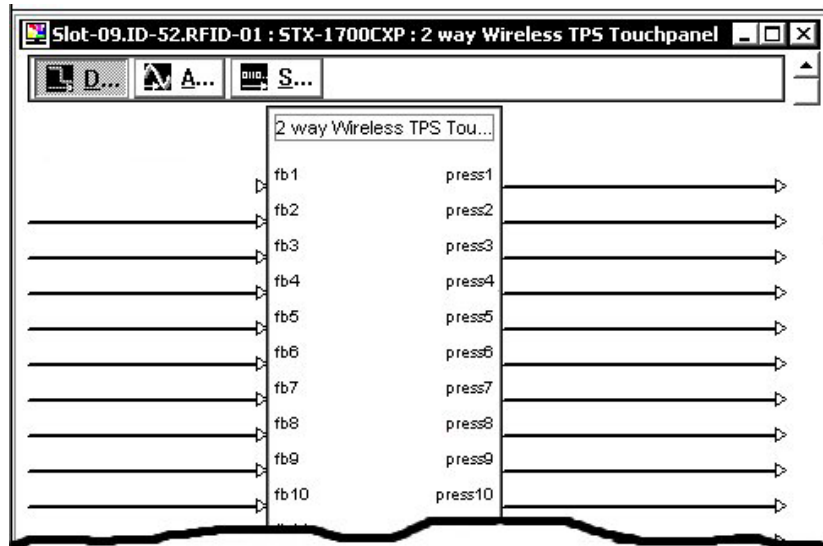 Slot-09.ID-52.RFID-01 : STX-1700CXP : 2 way Wireless TPS Touchpanel
D... A... S...
2 way Wireless TPS Tou...
fb1 press1
fb2 press2
fb3 press3
fb4 press4
fb5 press5
fb6 press6
fb7 press7
fb8 press8
fb9 press9
fb10 press10